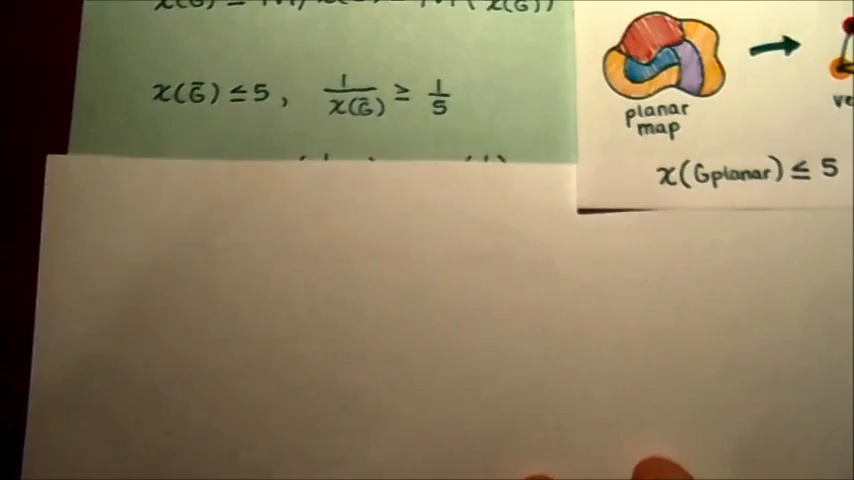 χ(Ḡ) ≤ 5, 1/χ(Ḡ) ≥ 1/5
planar
map
χ(Gplanar) ≤ 5